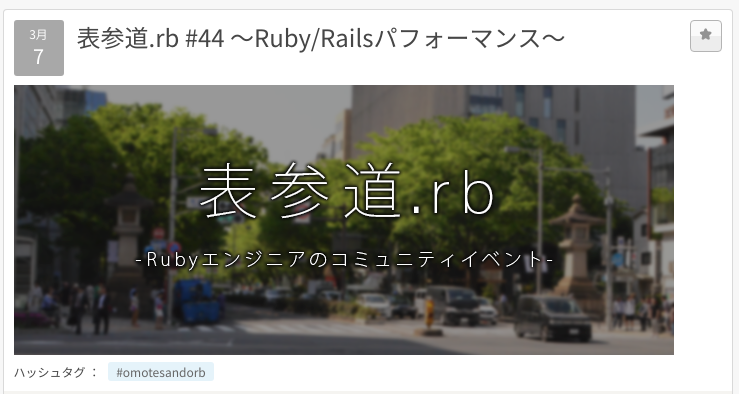 3月
7
表参道.rb #44 〜Ruby/Railsパフォーマンス〜
表参道.rb
-Rubyエンジニアのコミュニティイベント-
ハッシュタグ ： #omotesandorb